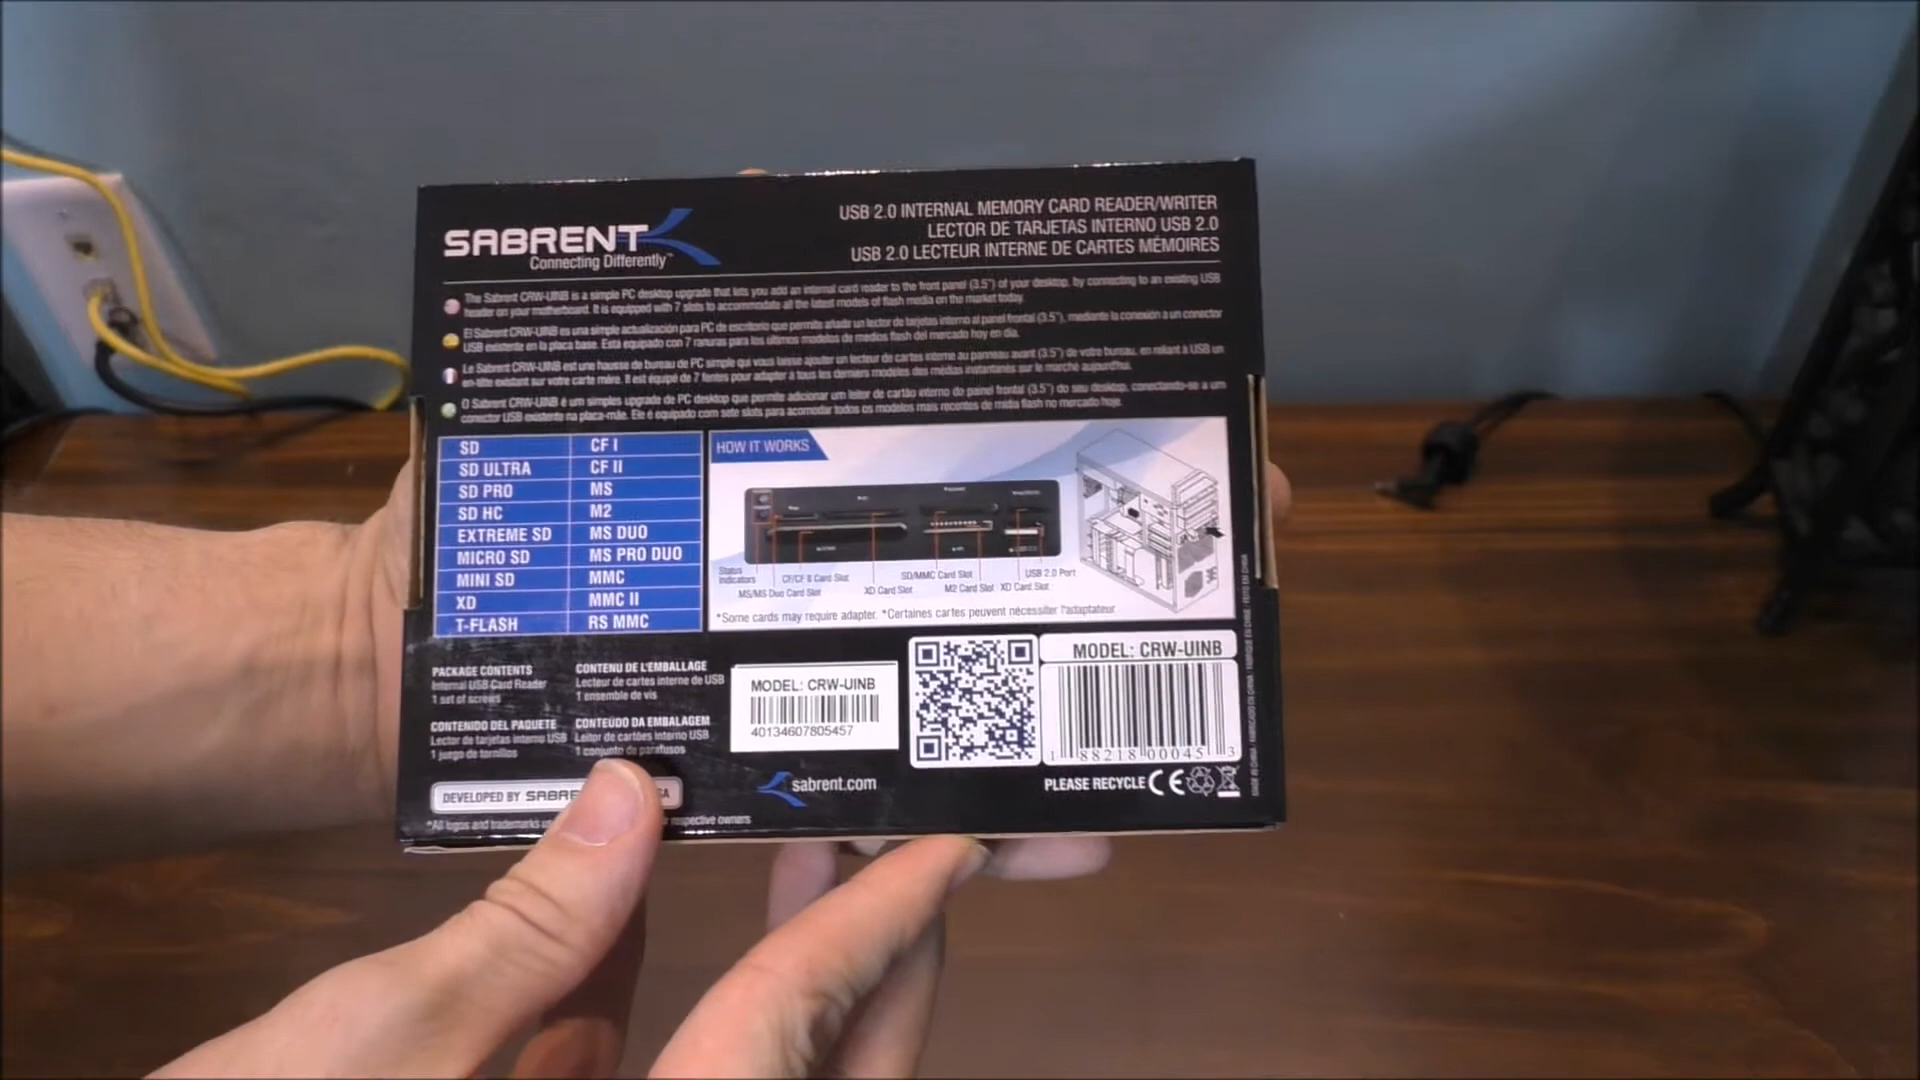 SABRENT
Connecting Differently™
USB 2.0 INTERNAL MEMORY CARD READER/WRITER
LECTOR DE TARJETAS INTERNO USB 2.0
USB 2.0 LECTEUR INTERNE DE CARTES MÉMOIRES
The Sabrent CRW-UINB is a simple PC desktop upgrade that lets you add an internal card reader to the front panel (3.5") of your desktop, by connecting to an existing USB
header on your motherboard. It is equipped with 7 slots to accommodate all the latest models of flash media on the market today.
El Sabrent CRW-UINB es una simple actualización para PC de escritorio que permite añadir un lector de tarjetas interno al panel frontal (3.5"), mediante la conexión a un conector
USB existente en la placa base. Está equipado con 7 ranuras para los últimos modelos de medios flash del mercado hoy en día.
Le Sabrent CRW-UINB est une hausse de bureau de PC simple qui vous laisse ajouter un lecteur de cartes interne au panneau avant (3.5") de votre bureau, en reliant à USB un
en-tête existant sur votre carte mère. Il est équipé de 7 fentes pour adapter à tous les derniers modèles des médias instantanés sur le marché aujourd'hui.
O Sabrent CRW-UINB é um simples upgrade de PC desktop que permite adicionar um leitor de cartão interno do painel frontal (3.5") do seu desktop, conectando-se a um
conector USB existente na placa-mãe. Ele é equipado com sete slots para acomodar todos os modelos mais recentes de mídia flash no mercado hoje.
SD CF I
SD ULTRA CF II
SD PRO MS
SD HC M2
EXTREME SD MS DUO
MICRO SD MS PRO DUO
MINI SD MMC
XD MMC II
T-FLASH RS MMC
HOW IT WORKS
Status
Indicators
CF/CF II Card Slot
SD/MMC Card Slot
USB 2.0 Port
MS/MS Duo Card Slot
XD Card Slot
M2 Card Slot
XD Card Slot
*Some cards may require adapter. *Certaines cartes peuvent nécessiter l'adaptateur
PACKAGE CONTENTS
Internal USB Card Reader
1 set of screws
CONTENU DE L'EMBALLAGE
Lecteur de cartes interne de USB
1 ensemble de vis
CONTENIDO DEL PAQUETE
Lector de tarjetas interno USB
1 juego de tornillos
CONTEÚDO DA EMBALAGEM
Leitor de cartões interno USB
1 conjunto de parafusos
MODEL: CRW-UINB
40134607805457
MODEL: CRW-UINB
1 88218 00045 3
DEVELOPED BY SABRE
sabrent.com
PLEASE RECYCLE CE
*All logos and trademarks respective owners